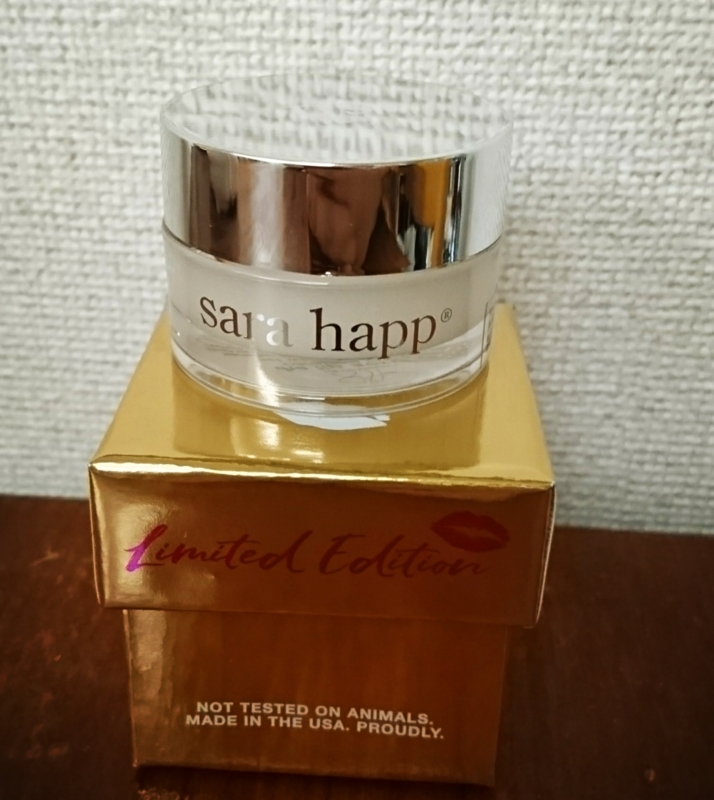 sara happ®
Limited Edition
NOT TESTED ON ANIMALS.
MADE IN THE USA. PROUDLY.